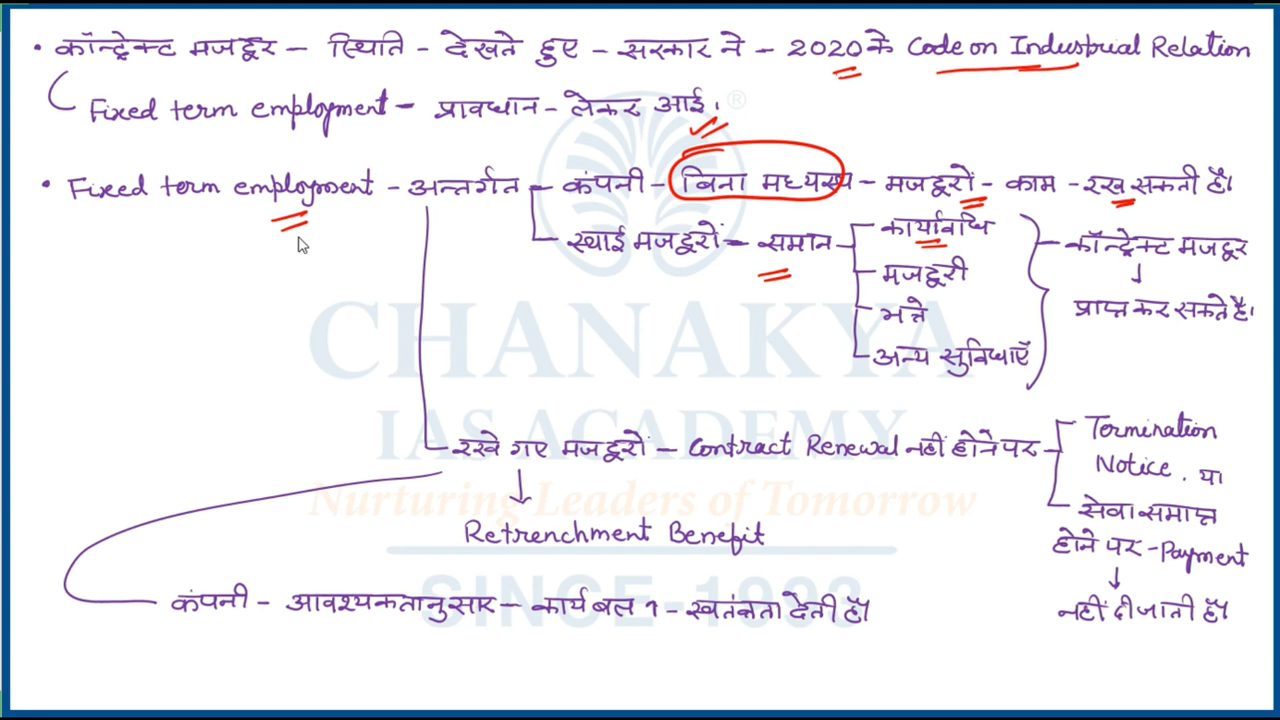 • कॉन्ट्रेक्ट मजदूर – स्थिति – देखते हुए – सरकार ने – 2020 के Code on Industrial Relation
Fixed term employment – प्रावधान – लेकर आई।
• Fixed term employment – अन्तर्गत – कंपनी – बिना मध्यस्थ – मजदूरों – काम – रख सकती है।
स्थाई मजदूरों – समान
कार्यावधि
मजदूरी
भत्ते
अन्य सुविधाएँ
कॉन्ट्रेक्ट मजदूर
↓
प्राप्त कर सकते है।
CHANAKYA
IAS ACADEMY
Nurturing Leaders of Tomorrow
SINCE-1993
रखे गए मजदूरों – Contract Renewal नहीं होने पर
Termination
Notice. या
सेवा समाप्त
होने पर – Payment
↓
नहीं दी जाती है।
↓
Retrenchment Benefit
कंपनी – आवश्यकतानुसार – कार्य बल ↑ – स्वतंत्रता देती है।
®